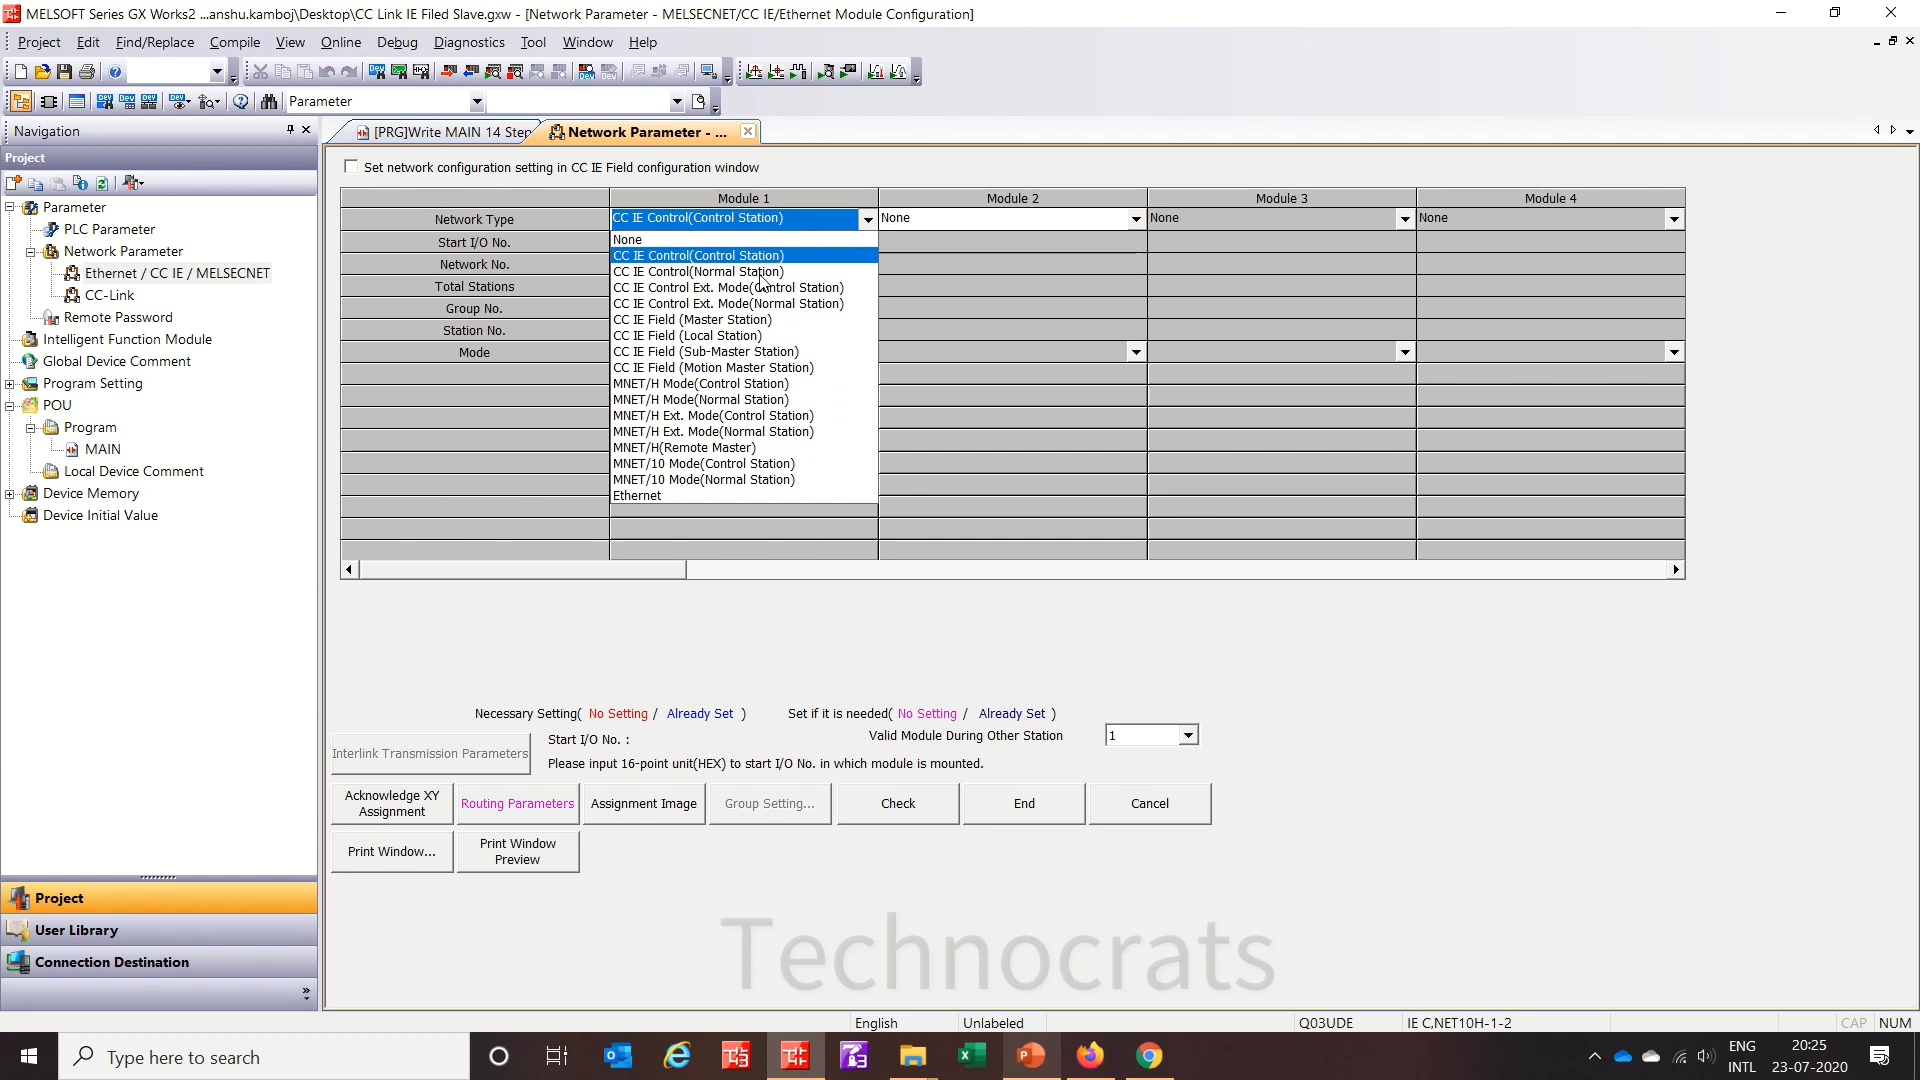 MELSOFT Series GX Works2 ...anshu.kamboj\Desktop\CC Link IE Filed Slave.gxw - [Network Parameter - MELSECNET/CC IE/Ethernet Module Configuration]
Project Edit Find/Replace Compile View Online Debug Diagnostics Tool Window Help
Parameter
Navigation
[PRG]Write MAIN 14 Step
Network Parameter - ...
Project
Set network configuration setting in CC IE Field configuration window
Parameter
PLC Parameter
Network Parameter
Ethernet / CC IE / MELSECNET
CC-Link
Remote Password
Intelligent Function Module
Global Device Comment
Program Setting
POU
Program
MAIN
Local Device Comment
Device Memory
Device Initial Value
Module 1 Module 2 Module 3 Module 4
Network Type CC IE Control(Control Station) None None None
Start I/O No.
Network No.
Total Stations
Group No.
Station No.
Mode
None
CC IE Control(Control Station)
CC IE Control(Normal Station)
CC IE Control Ext. Mode(Control Station)
CC IE Control Ext. Mode(Normal Station)
CC IE Field (Master Station)
CC IE Field (Local Station)
CC IE Field (Sub-Master Station)
CC IE Field (Motion Master Station)
MNET/H Mode(Control Station)
MNET/H Mode(Normal Station)
MNET/H Ext. Mode(Control Station)
MNET/H Ext. Mode(Normal Station)
MNET/H(Remote Master)
MNET/10 Mode(Control Station)
MNET/10 Mode(Normal Station)
Ethernet
Necessary Setting( No Setting / Already Set ) Set if it is needed( No Setting / Already Set )
Interlink Transmission Parameters
Start I/O No. :
Valid Module During Other Station 1
Please input 16-point unit(HEX) to start I/O No. in which module is mounted.
Acknowledge XY Assignment
Routing Parameters
Assignment Image
Group Setting...
Check
End
Cancel
Print Window...
Print Window Preview
Project
User Library
Connection Destination
Technocrats
English Unlabeled Q03UDE IE C,NET10H-1-2 CAP NUM
Type here to search
ENG
INTL
20:25
23-07-2020